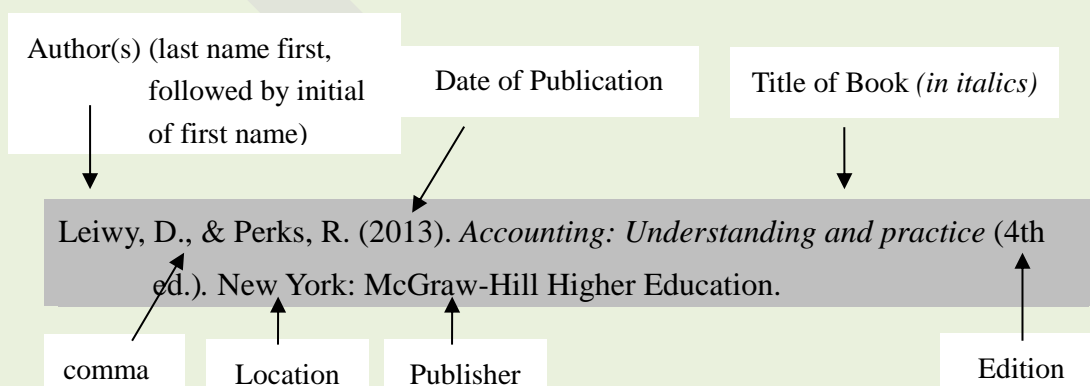 Author(s) (last name first,
followed by initial
of first name)
Date of Publication
Title of Book (in italics)
Leiwy, D., & Perks, R. (2013). Accounting: Understanding and practice (4th
ed.). New York: McGraw-Hill Higher Education.
comma
Location
Publisher
Edition